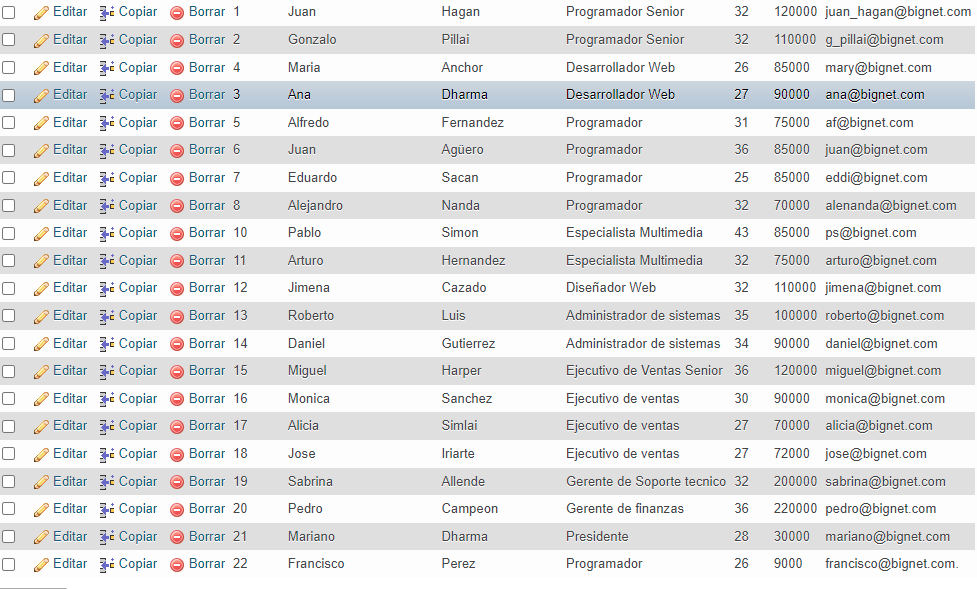 Editar Copiar Borrar 1 Juan Hagan Programador Senior 32 120000 juan_hagan@bignet.com
Editar Copiar Borrar 2 Gonzalo Pillai Programador Senior 32 110000 g_pillai@bignet.com
Editar Copiar Borrar 4 Maria Anchor Desarrollador Web 26 85000 mary@bignet.com
Editar Copiar Borrar 3 Ana Dharma Desarrollador Web 27 90000 ana@bignet.com
Editar Copiar Borrar 5 Alfredo Fernandez Programador 31 75000 af@bignet.com
Editar Copiar Borrar 6 Juan Agüero Programador 36 85000 juan@bignet.com
Editar Copiar Borrar 7 Eduardo Sacan Programador 25 85000 eddi@bignet.com
Editar Copiar Borrar 8 Alejandro Nanda Programador 32 70000 alenanda@bignet.com
Editar Copiar Borrar 10 Pablo Simon Especialista Multimedia 43 85000 ps@bignet.com
Editar Copiar Borrar 11 Arturo Hernandez Especialista Multimedia 32 75000 arturo@bignet.com
Editar Copiar Borrar 12 Jimena Cazado Diseñador Web 32 110000 jimena@bignet.com
Editar Copiar Borrar 13 Roberto Luis Administrador de sistemas 35 100000 roberto@bignet.com
Editar Copiar Borrar 14 Daniel Gutierrez Administrador de sistemas 34 90000 daniel@bignet.com
Editar Copiar Borrar 15 Miguel Harper Ejecutivo de Ventas Senior 36 120000 miguel@bignet.com
Editar Copiar Borrar 16 Monica Sanchez Ejecutivo de ventas 30 90000 monica@bignet.com
Editar Copiar Borrar 17 Alicia Simlai Ejecutivo de ventas 27 70000 alicia@bignet.com
Editar Copiar Borrar 18 Jose Iriarte Ejecutivo de ventas 27 72000 jose@bignet.com
Editar Copiar Borrar 19 Sabrina Allende Gerente de Soporte tecnico 32 200000 sabrina@bignet.com
Editar Copiar Borrar 20 Pedro Campeon Gerente de finanzas 36 220000 pedro@bignet.com
Editar Copiar Borrar 21 Mariano Dharma Presidente 28 30000 mariano@bignet.com
Editar Copiar Borrar 22 Francisco Perez Programador 26 9000 francisco@bignet.com.